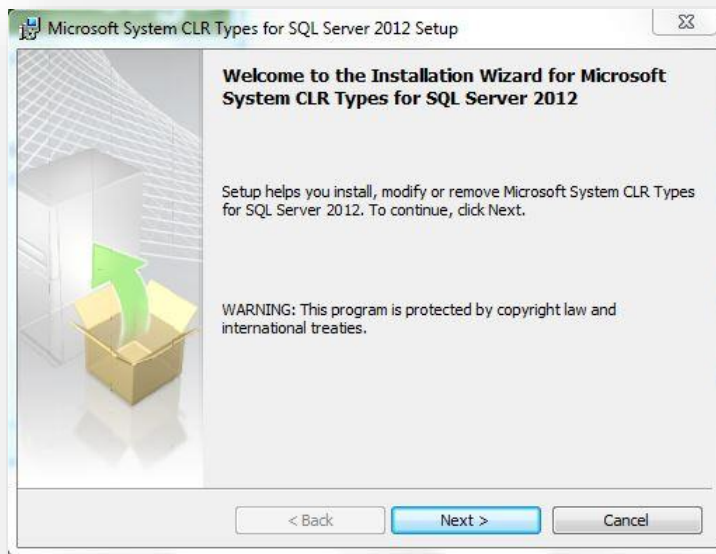 Microsoft System CLR Types for SQL Server 2012 Setup
Welcome to the Installation Wizard for Microsoft
System CLR Types for SQL Server 2012
Setup helps you install, modify or remove Microsoft System CLR Types
for SQL Server 2012. To continue, click Next.
WARNING: This program is protected by copyright law and
international treaties.
< Back Next > Cancel